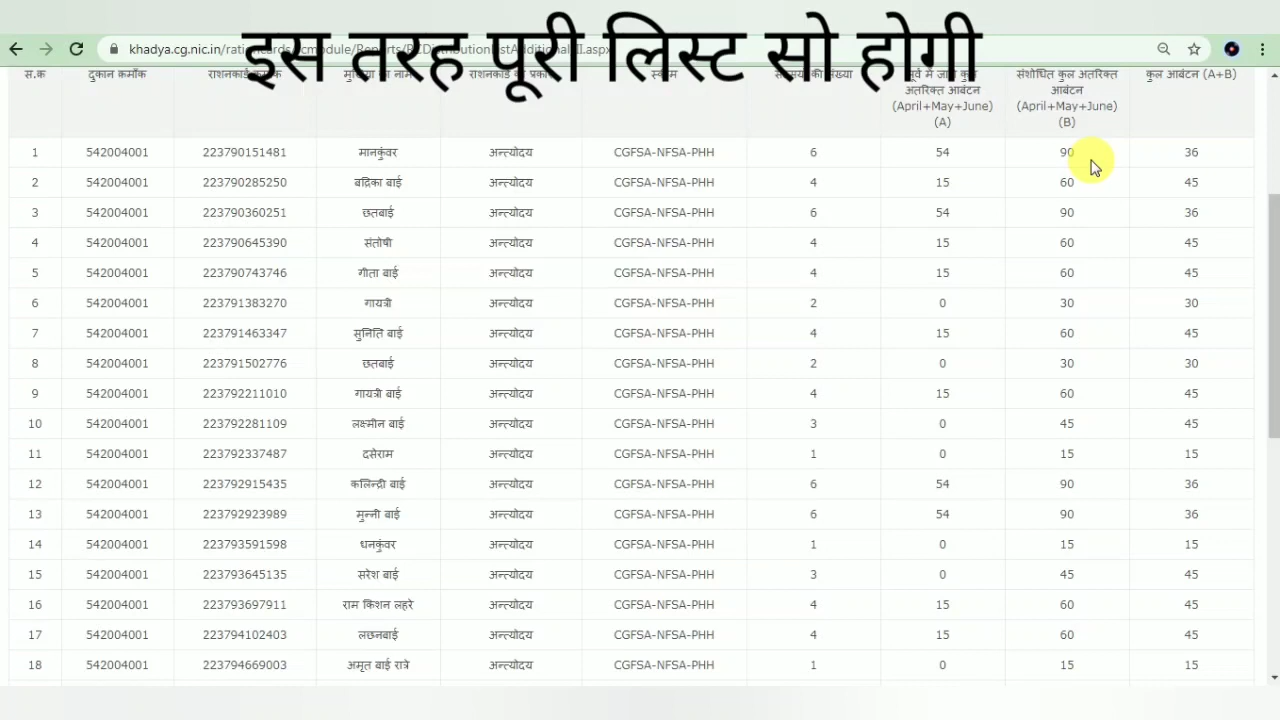 इस तरह पूरी लिस्ट सो होगी
khadya.cg.nic.in
स.क दुकान कमाँक सदस्य की संख्या कुल आबंटन (A+B)
अतिरिक्त आबंटन (April+May+June) (A)
संशोधित कुल अतरिक्त आबंटन (April+May+June) (B)
1 542004001 223790151481 मानकुंवर अन्त्योदय CGFSA-NFSA-PHH 6 54 90 36
2 542004001 223790285250 बद्रिका बाई अन्त्योदय CGFSA-NFSA-PHH 4 15 60 45
3 542004001 223790360251 छतबाई अन्त्योदय CGFSA-NFSA-PHH 6 54 90 36
4 542004001 223790645390 संतोषी अन्त्योदय CGFSA-NFSA-PHH 4 15 60 45
5 542004001 223790743746 गीता बाई अन्त्योदय CGFSA-NFSA-PHH 4 15 60 45
6 542004001 223791383270 गायत्री अन्त्योदय CGFSA-NFSA-PHH 2 0 30 30
7 542004001 223791463347 सुनिति बाई अन्त्योदय CGFSA-NFSA-PHH 4 15 60 45
8 542004001 223791502776 छतबाई अन्त्योदय CGFSA-NFSA-PHH 2 0 30 30
9 542004001 223792211010 गायत्री बाई अन्त्योदय CGFSA-NFSA-PHH 4 15 60 45
10 542004001 223792281109 लक्ष्मीन बाई अन्त्योदय CGFSA-NFSA-PHH 3 0 45 45
11 542004001 223792337487 दसेराम अन्त्योदय CGFSA-NFSA-PHH 1 0 15 15
12 542004001 223792915435 कलिन्द्री बाई अन्त्योदय CGFSA-NFSA-PHH 6 54 90 36
13 542004001 223792923989 मुन्नी बाई अन्त्योदय CGFSA-NFSA-PHH 6 54 90 36
14 542004001 223793591598 धनकुंवर अन्त्योदय CGFSA-NFSA-PHH 1 0 15 15
15 542004001 223793645135 सरेश बाई अन्त्योदय CGFSA-NFSA-PHH 3 0 45 45
16 542004001 223793697911 राम किशन लहरे अन्त्योदय CGFSA-NFSA-PHH 4 15 60 45
17 542004001 223794102403 लछनबाई अन्त्योदय CGFSA-NFSA-PHH 4 15 60 45
18 542004001 223794669003 अमृत बाई रात्रे अन्त्योदय CGFSA-NFSA-PHH 1 0 15 15